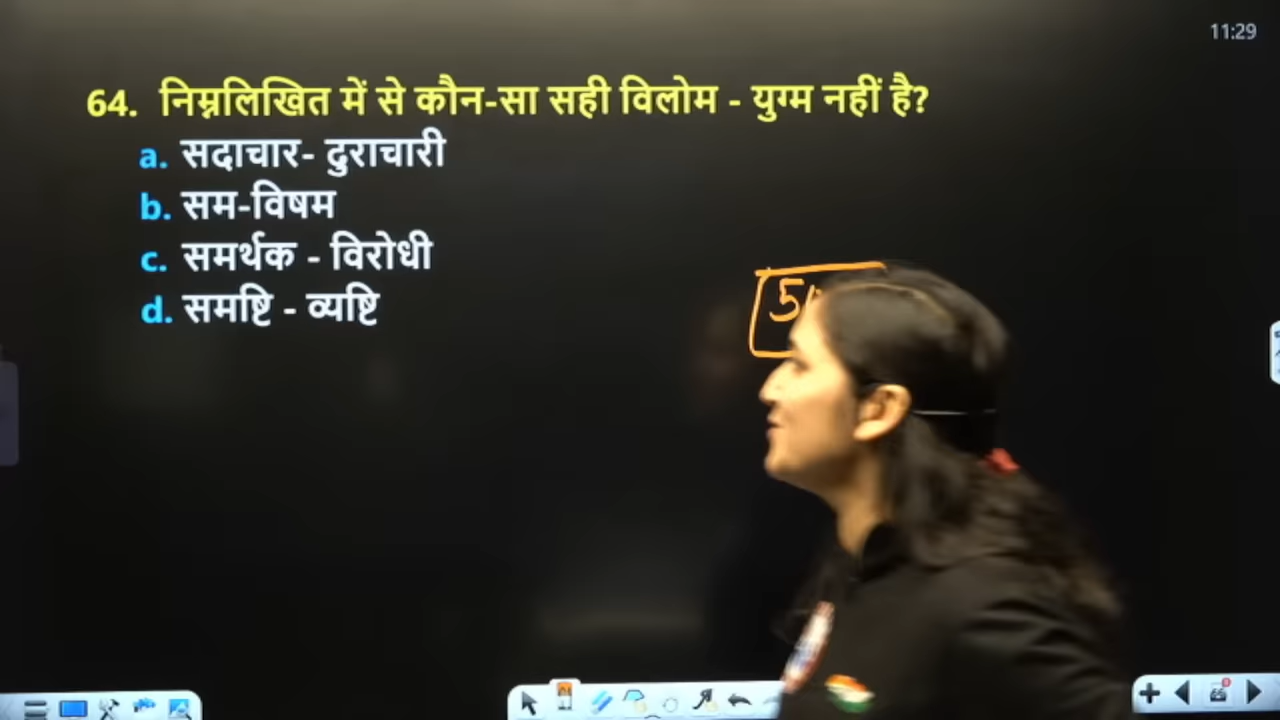 11:29
64. निम्नलिखित में से कौन-सा सही विलोम - युग्म नहीं है?
a. सदाचार- दुराचारी
b. सम-विषम
c. समर्थक - विरोधी
d. समष्टि - व्यष्टि